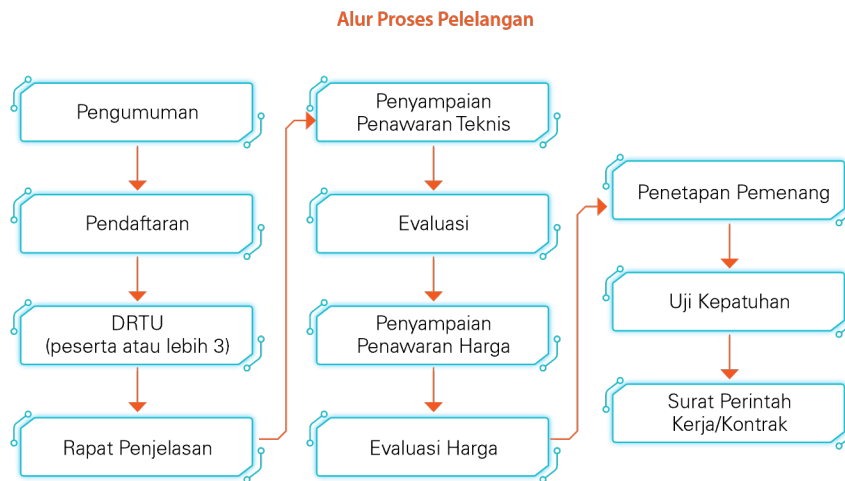 Alur Proses Pelelangan
Pengumuman
Pendaftaran
DRTU
(peserta atau lebih 3)
Rapat Penjelasan
Penyampaian
Penawaran Teknis
Evaluasi
Penyampaian
Penawaran Harga
Evaluasi Harga
Penetapan Pemenang
Uji Kepatuhan
Surat Perintah
Kerja/Kontrak